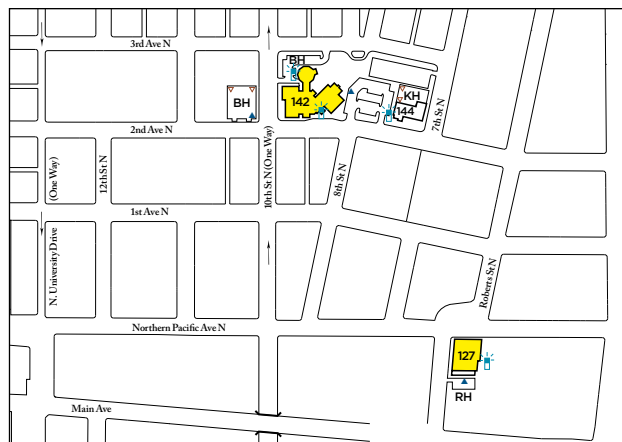 3rd Ave N
BH
142
BH
KH
144
7th St N
2nd Ave N
(One Way)
12th St N
10th St N (One Way)
8th St N
1st Ave N
N. University Drive
Roberts St N
Northern Pacific Ave N
127
RH
Main Ave